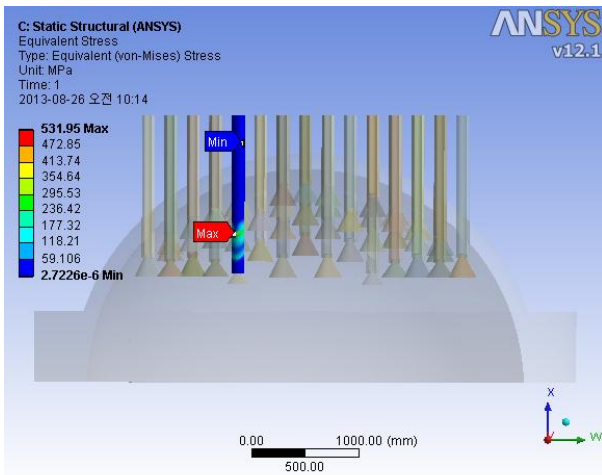 C: Static Structural (ANSYS)
Equivalent Stress
Type: Equivalent (von-Mises) Stress
Unit: MPa
Time: 1
2013-08-26 오전 10:14
ANSYS
v12.1
531.95 Max
472.85
413.74
354.64
295.53
236.42
177.32
118.21
59.106
2.7226e-6 Min
Min
Max
0.00
1000.00 (mm)
500.00
X